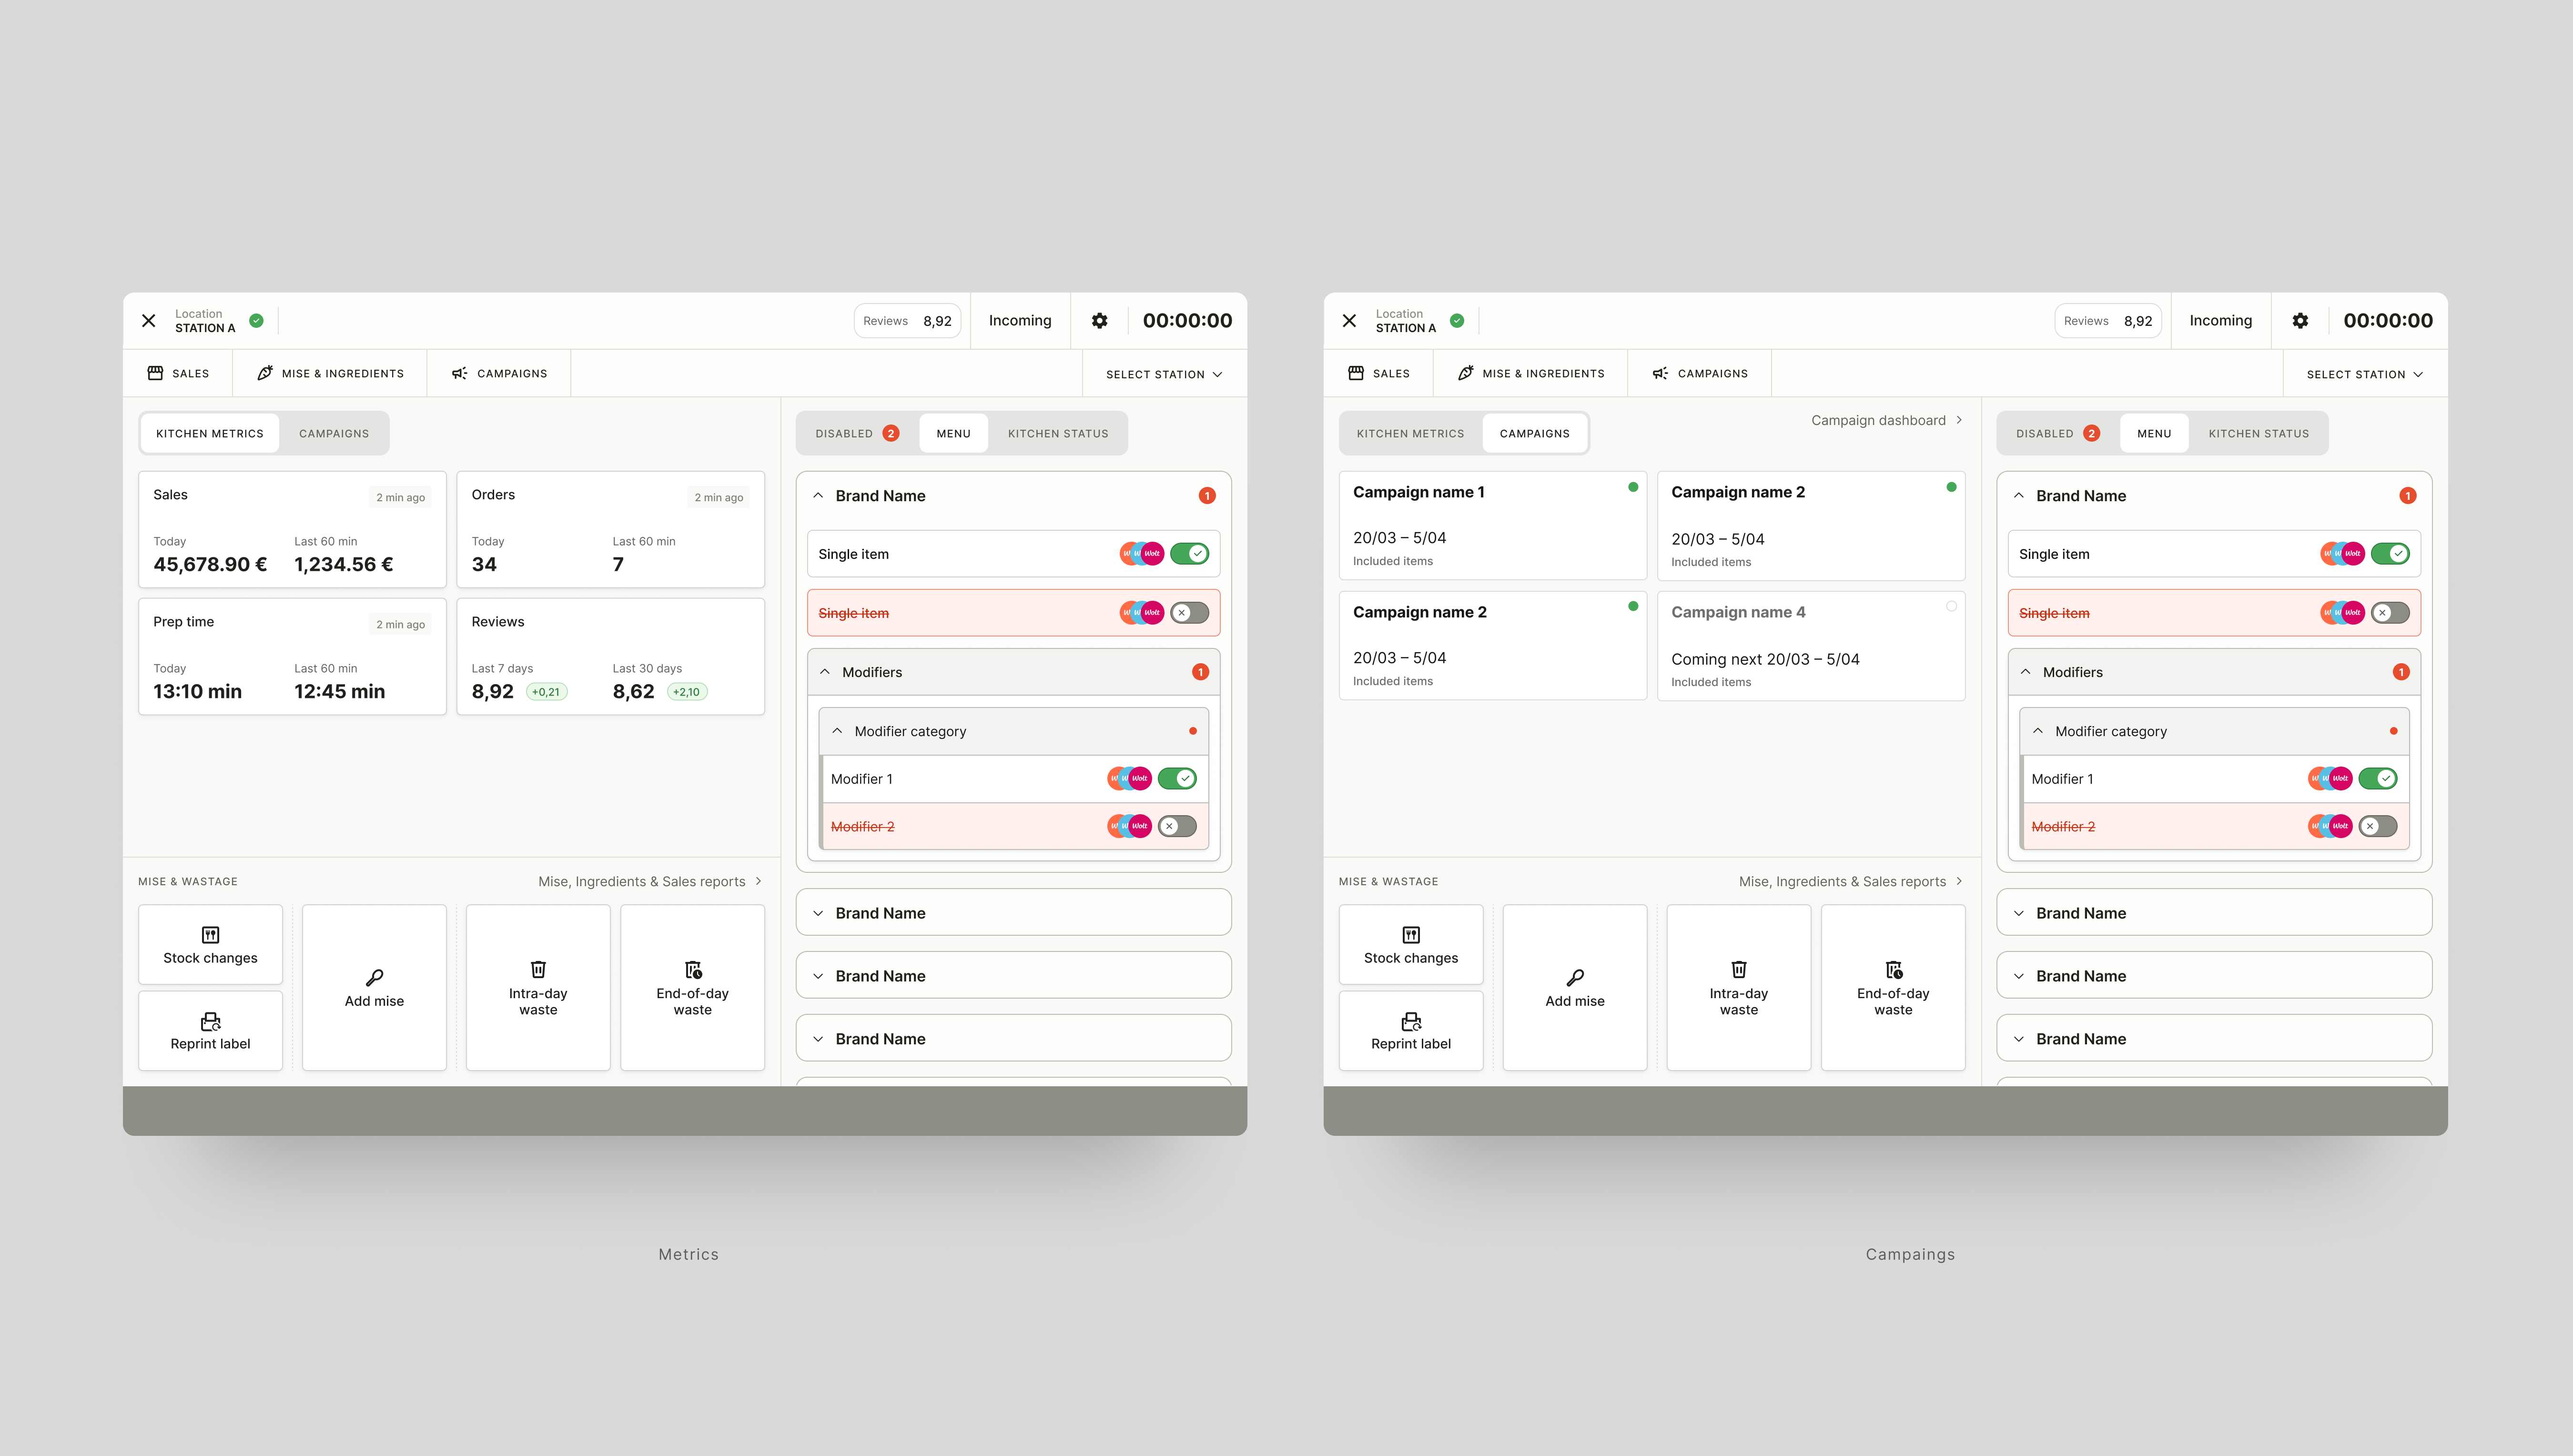 Location
STATION A
Reviews 8,92
Incoming
00:00:00
SALES
MISE & INGREDIENTS
CAMPAIGNS
SELECT STATION
KITCHEN METRICS
CAMPAIGNS
Sales
2 min ago
Today
Last 60 min
45,678.90 €
1,234.56 €
Orders
2 min ago
Today
Last 60 min
34
7
Prep time
2 min ago
Today
Last 60 min
13:10 min
12:45 min
Reviews
Last 7 days
Last 30 days
8,92 +0,21
8,62 +2,10
MISE & WASTAGE
Mise, Ingredients & Sales reports
Stock changes
Reprint label
Add mise
Intra-day
waste
End-of-day
waste
DISABLED 2
MENU
KITCHEN STATUS
Brand Name
1
Single item
W W Wolt
Single item
W W Wolt
Modifiers
1
Modifier category
Modifier 1
W W Wolt
Modifier 2
W W Wolt
Brand Name
Brand Name
Brand Name
Metrics
Location
STATION A
Reviews 8,92
Incoming
00:00:00
SALES
MISE & INGREDIENTS
CAMPAIGNS
SELECT STATION
KITCHEN METRICS
CAMPAIGNS
Campaign dashboard
Campaign name 1
20/03 – 5/04
Included items
Campaign name 2
20/03 – 5/04
Included items
Campaign name 2
20/03 – 5/04
Included items
Campaign name 4
Coming next 20/03 – 5/04
Included items
MISE & WASTAGE
Mise, Ingredients & Sales reports
Stock changes
Reprint label
Add mise
Intra-day
waste
End-of-day
waste
DISABLED 2
MENU
KITCHEN STATUS
Brand Name
1
Single item
W W Wolt
Single item
W W Wolt
Modifiers
1
Modifier category
Modifier 1
W W Wolt
Modifier 2
W W Wolt
Brand Name
Brand Name
Brand Name
Campaings